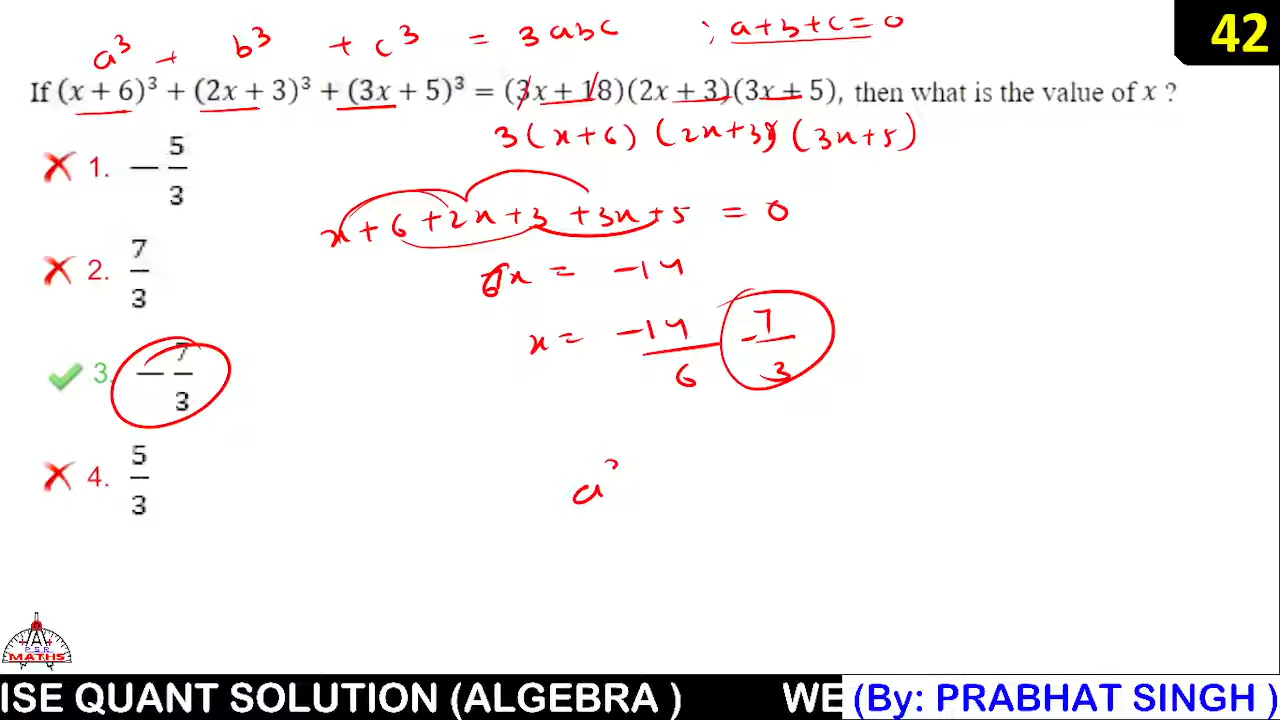 42
a³ + b³ + c³ = 3abc ; a+b+c=0
If (x + 6)³ + (2x + 3)³ + (3x + 5)³ = (3x + 18)(2x + 3)(3x + 5), then what is the value of x ?
3(x+6) (2x+3) (3x+5)
1. −5/3
x+6+2x+3+3x+5 = 0
2. 7/3
6x = -14
x = -14/6 -7/3
3. −7/3
4. 5/3
a³
A
P S R
MATHS
ISE QUANT SOLUTION (ALGEBRA ) WE (By: PRABHAT SINGH )